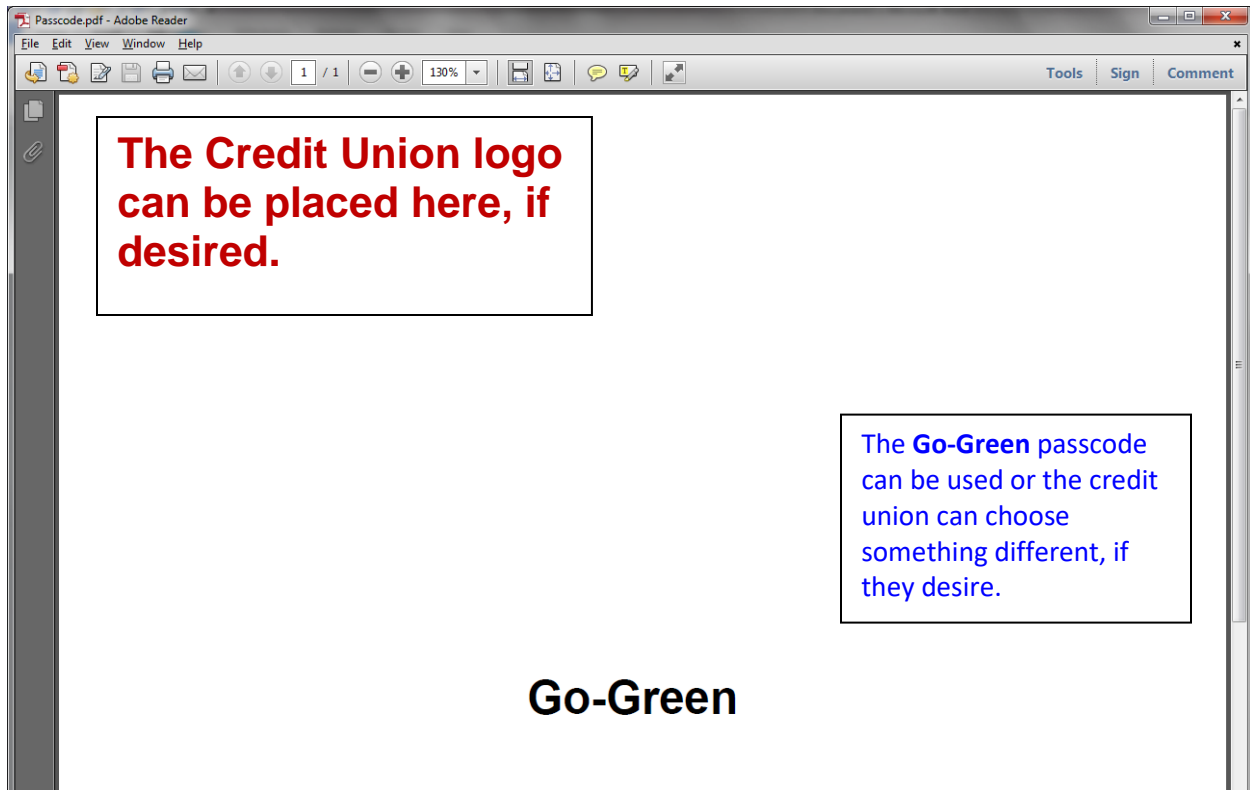 Passcode.pdf - Adobe Reader
File Edit View Window Help
1 / 1 130% Tools Sign Comment
The Credit Union logo
can be placed here, if
desired.
The Go-Green passcode
can be used or the credit
union can choose
something different, if
they desire.
Go-Green